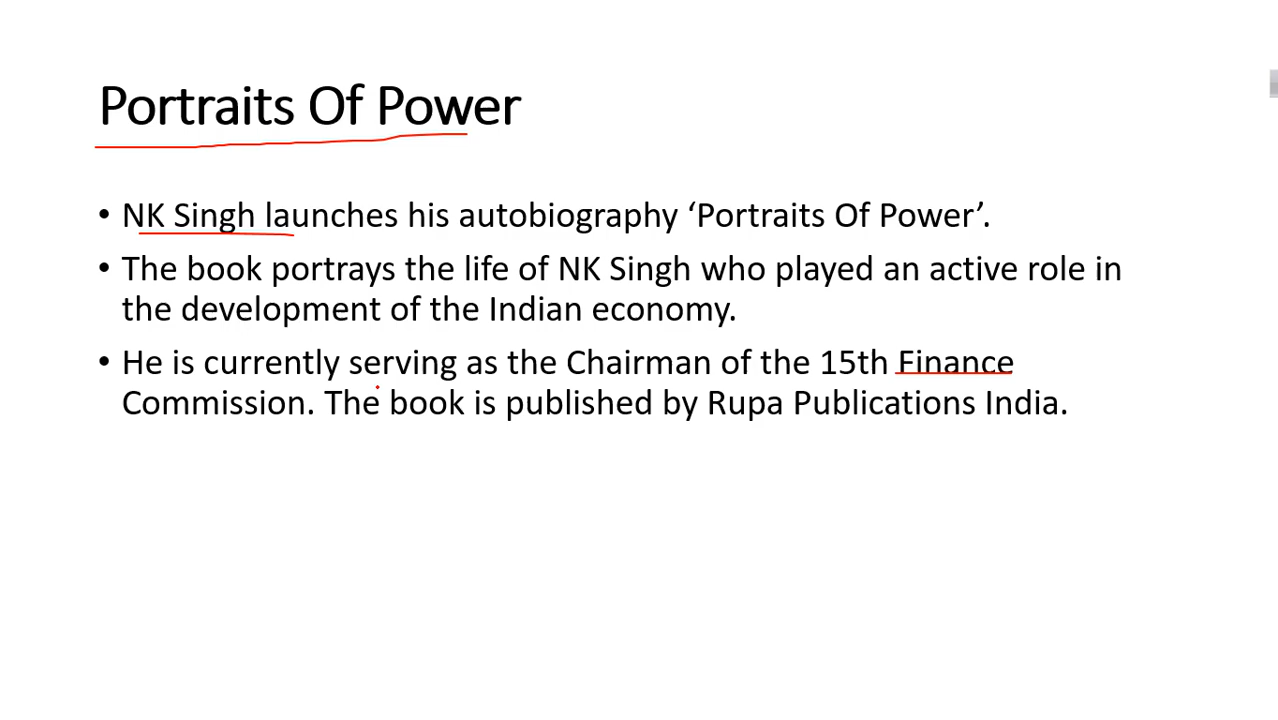 Portraits Of Power
• NK Singh launches his autobiography ‘Portraits Of Power’.
• The book portrays the life of NK Singh who played an active role in
the development of the Indian economy.
• He is currently serving as the Chairman of the 15th Finance
Commission. The book is published by Rupa Publications India.